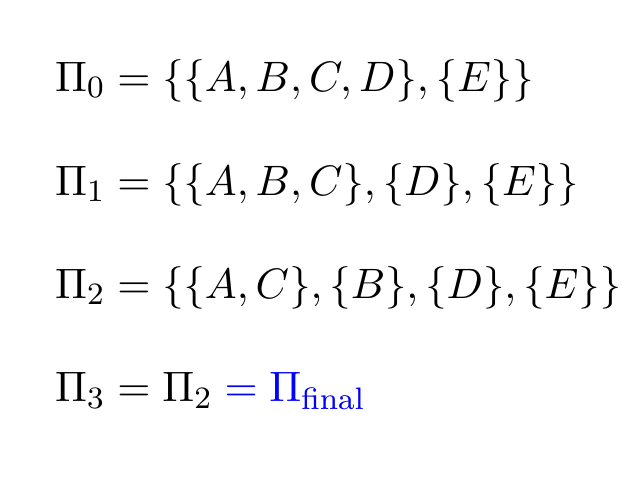 Π₀ = {{A, B, C, D}, {E}}
Π₁ = {{A, B, C}, {D}, {E}}
Π₂ = {{A, C}, {B}, {D}, {E}}
Π₃ = Π₂ = Π_final